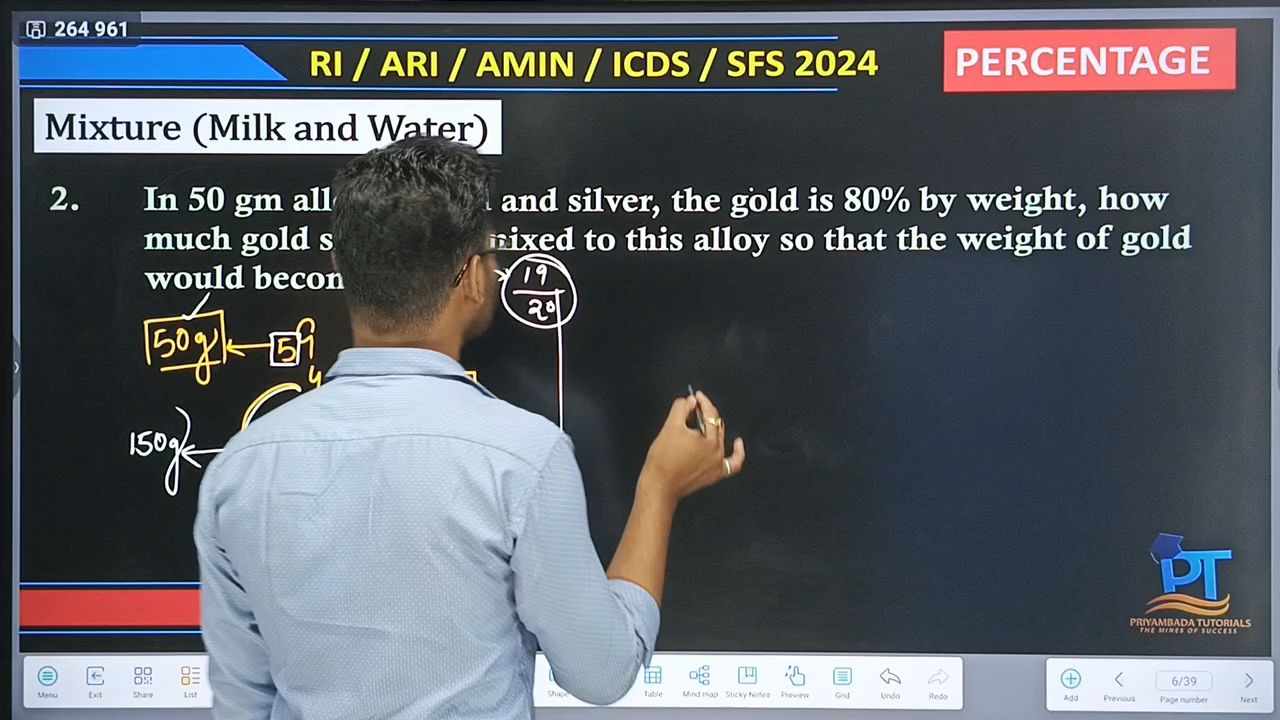 264 961
RI / ARI / AMIN / ICDS / SFS 2024
PERCENTAGE
Mixture (Milk and Water)
2. In 50 gm and silver, the gold is 80% by weight, how
much gold to this alloy so that the weight of gold
would
19
20
50g 5
4
150g
PT
PRIYAMBADA TUTORIALS
THE MINES OF SUCCESS
Menu Exit Share List Table Mind map Sticky Notes Preview Grid Undo Redo Add Previous 6/39 Page number Next